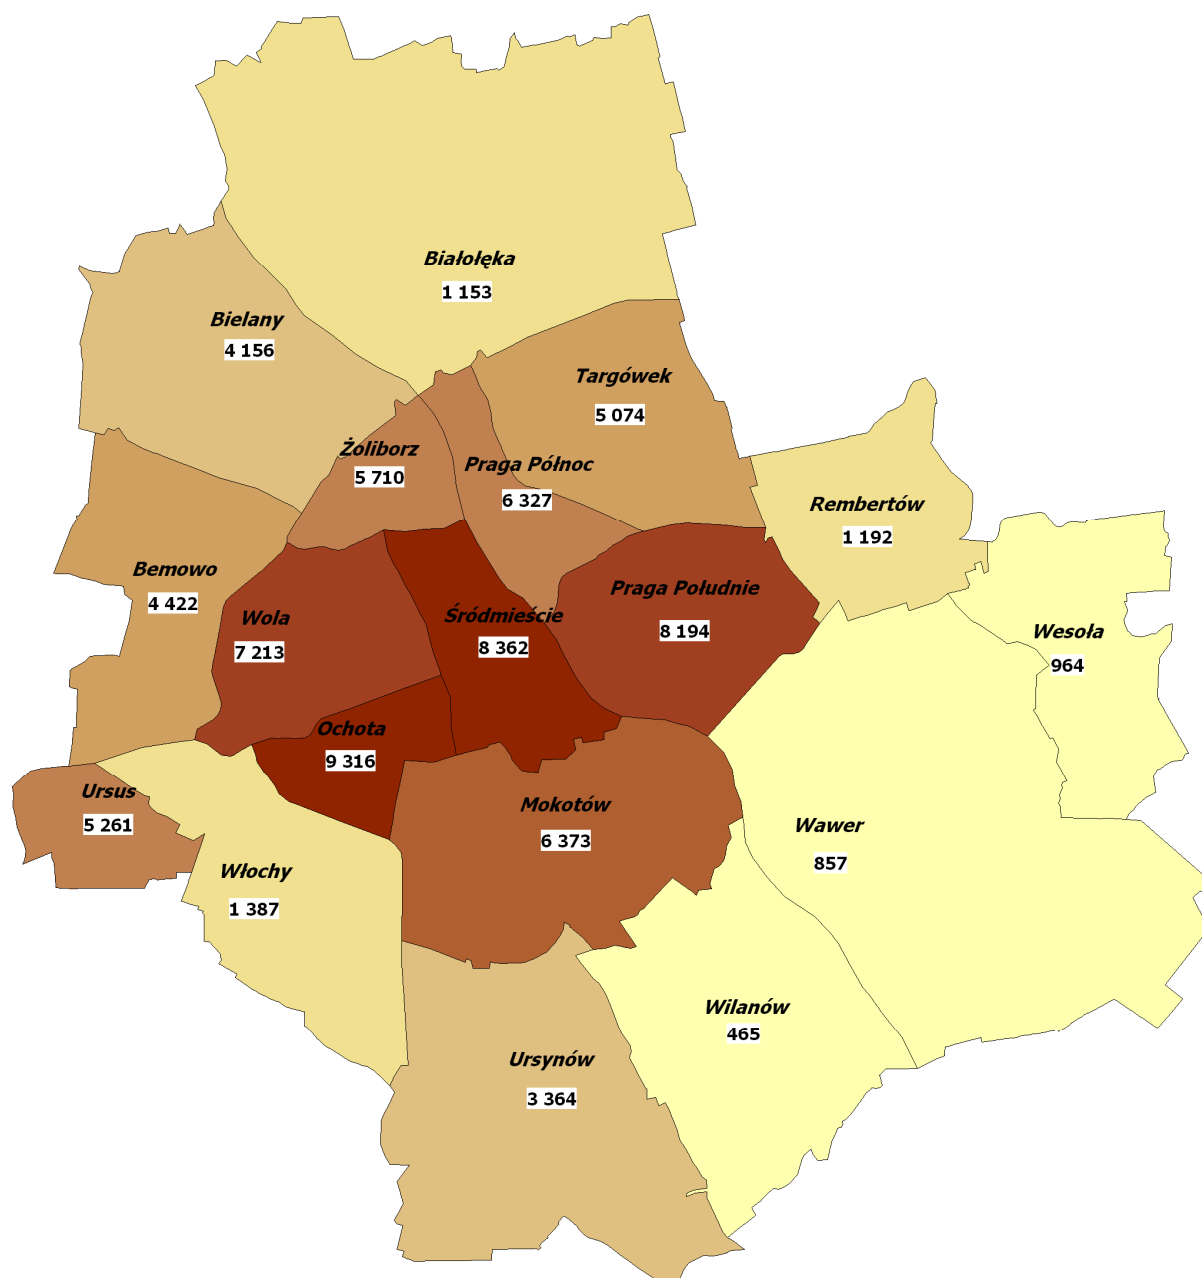 Białołęka
1 153
Bielany
4 156
Targówek
5 074
Żoliborz
5 710
Praga Północ
6 327
Rembertów
1 192
Bemowo
4 422
Wola
7 213
Śródmieście
8 362
Praga Południe
8 194
Wesoła
964
Ochota
9 316
Ursus
5 261
Mokotów
6 373
Wawer
857
Włochy
1 387
Wilanów
465
Ursynów
3 364